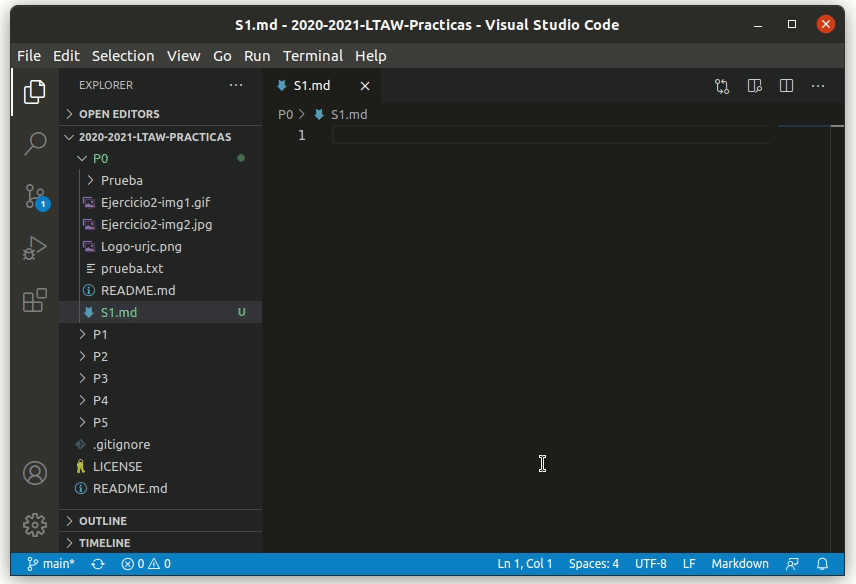 S1.md - 2020-2021-LTAW-Practicas - Visual Studio Code
File Edit Selection View Go Run Terminal Help
EXPLORER
S1.md
OPEN EDITORS
P0 > S1.md
2020-2021-LTAW-PRACTICAS
1
P0
Prueba
Ejercicio2-img1.gif
1
Ejercicio2-img2.jpg
Logo-urjc.png
prueba.txt
README.md
S1.md U
P1
P2
P3
P4
P5
.gitignore
LICENSE
README.md
OUTLINE
TIMELINE
main* 0 0 Ln 1, Col 1 Spaces: 4 UTF-8 LF Markdown